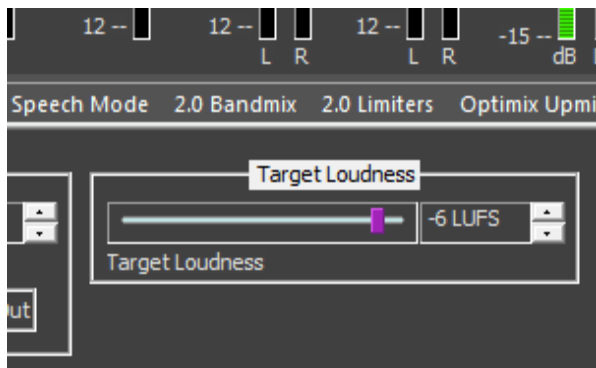 12 -- 12 -- 12 -- -15 --
L R L R dB
Speech Mode 2.0 Bandmix 2.0 Limiters Optimix Upmi
Target Loudness
-6 LUFS
Target Loudness
ut